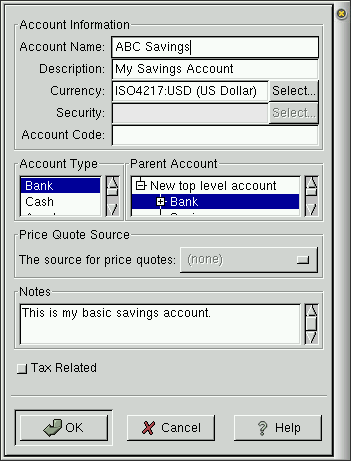 Account Information
Account Name: ABC Savings
Description: My Savings Account
Currency: ISO4217:USD (US Dollar) Select...
Security: Select...
Account Code:
Account Type Parent Account
Bank New top level account
Cash Bank
Price Quote Source
The source for price quotes: (none)
Notes
This is my basic savings account.
Tax Related
OK Cancel ? Help